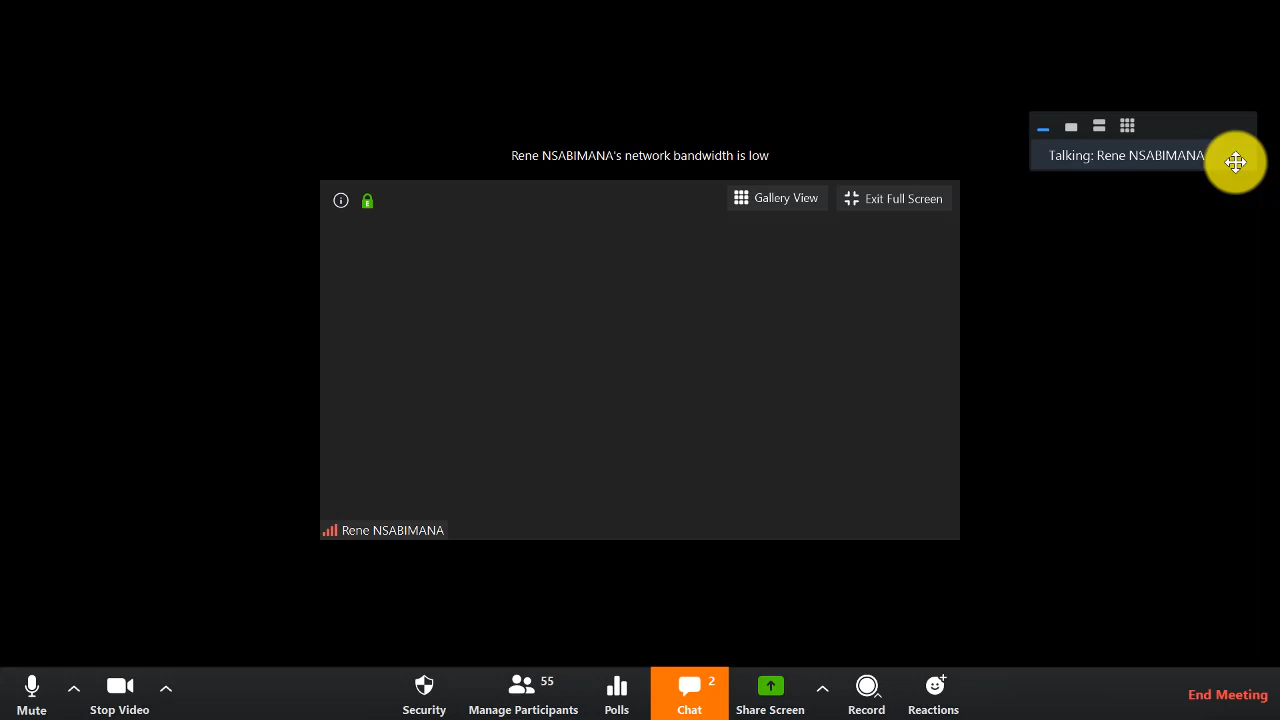 Rene NSABIMANA's network bandwidth is low
Talking: Rene NSABIMANA
Gallery View
Exit Full Screen
E
Rene NSABIMANA
Mute
Stop Video
Security
55
Manage Participants
Polls
2
Chat
Share Screen
Record
Reactions
End Meeting